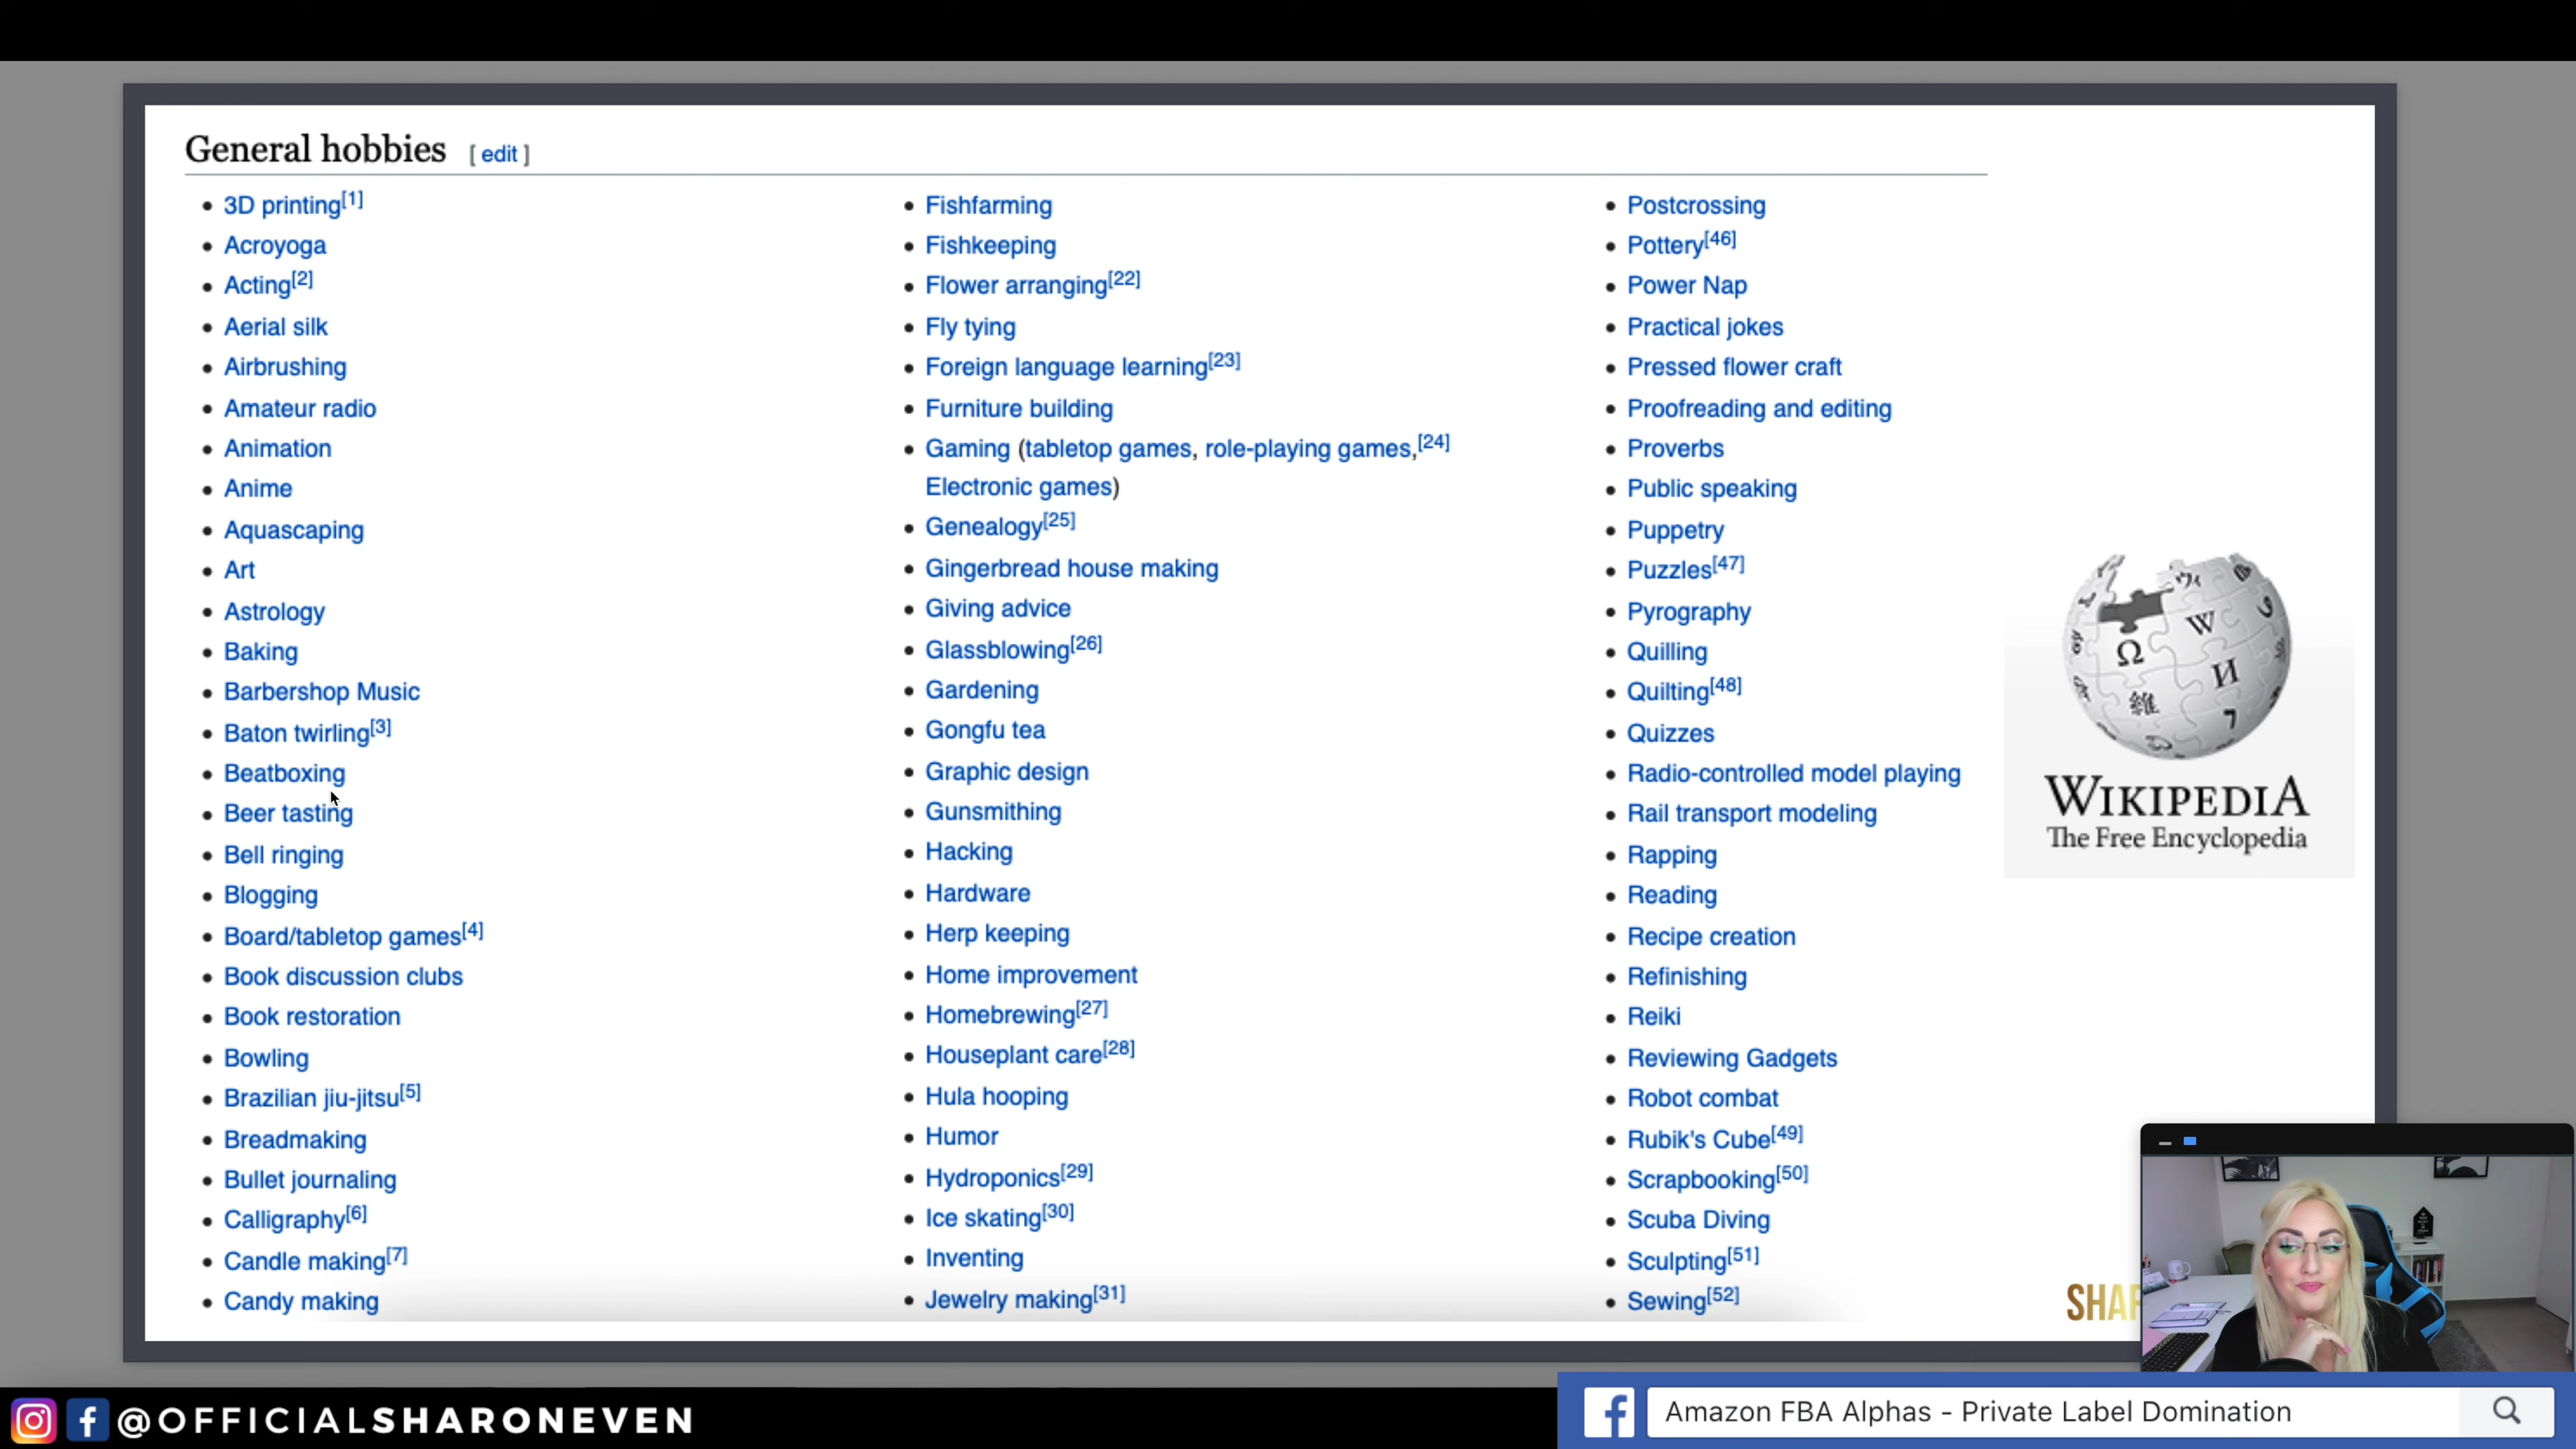 General hobbies [ edit ]
3D printing[1]
Acroyoga
Acting[2]
Aerial silk
Airbrushing
Amateur radio
Animation
Anime
Aquascaping
Art
Astrology
Baking
Barbershop Music
Baton twirling[3]
Beatboxing
Beer tasting
Bell ringing
Blogging
Board/tabletop games[4]
Book discussion clubs
Book restoration
Bowling
Brazilian jiu-jitsu[5]
Breadmaking
Bullet journaling
Calligraphy[6]
Candle making[7]
Candy making
Fishfarming
Fishkeeping
Flower arranging[22]
Fly tying
Foreign language learning[23]
Furniture building
Gaming (tabletop games, role-playing games,[24]
Electronic games)
Genealogy[25]
Gingerbread house making
Giving advice
Glassblowing[26]
Gardening
Gongfu tea
Graphic design
Gunsmithing
Hacking
Hardware
Herp keeping
Home improvement
Homebrewing[27]
Houseplant care[28]
Hula hooping
Humor
Hydroponics[29]
Ice skating[30]
Inventing
Jewelry making[31]
Postcrossing
Pottery[46]
Power Nap
Practical jokes
Pressed flower craft
Proofreading and editing
Proverbs
Public speaking
Puppetry
Puzzles[47]
Pyrography
Quilling
Quilting[48]
Quizzes
Radio-controlled model playing
Rail transport modeling
Rapping
Reading
Recipe creation
Refinishing
Reiki
Reviewing Gadgets
Robot combat
Rubik's Cube[49]
Scrapbooking[50]
Scuba Diving
Sculpting[51]
Sewing[52]
Ω W И 維 7
WIKIPEDIA
The Free Encyclopedia
@OFFICIALSHARONEVEN
Amazon FBA Alphas - Private Label Domination